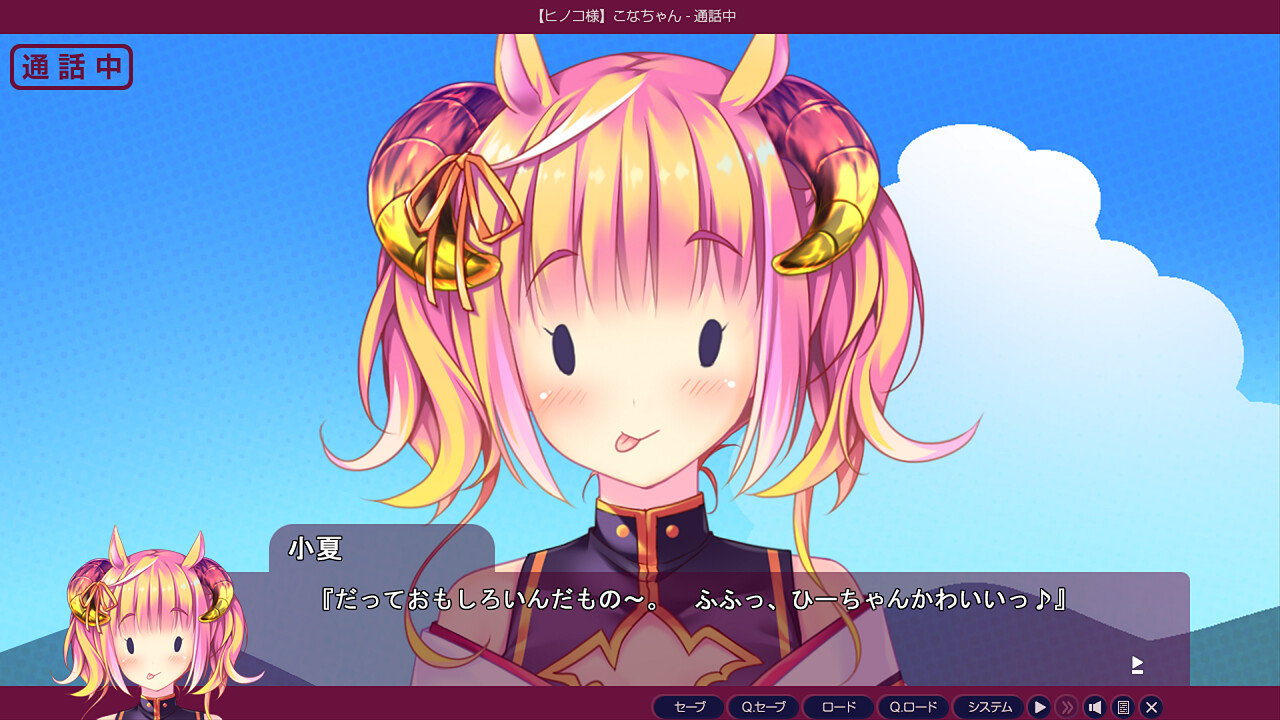 【ヒノコ様】こなちゃん - 通話中
通話中
小夏
『だっておもしろいんだもの～。　ふふっ、ひーちゃんかわいいっ♪』
セーブ
Q.セーブ
ロード
Q.ロード
システム